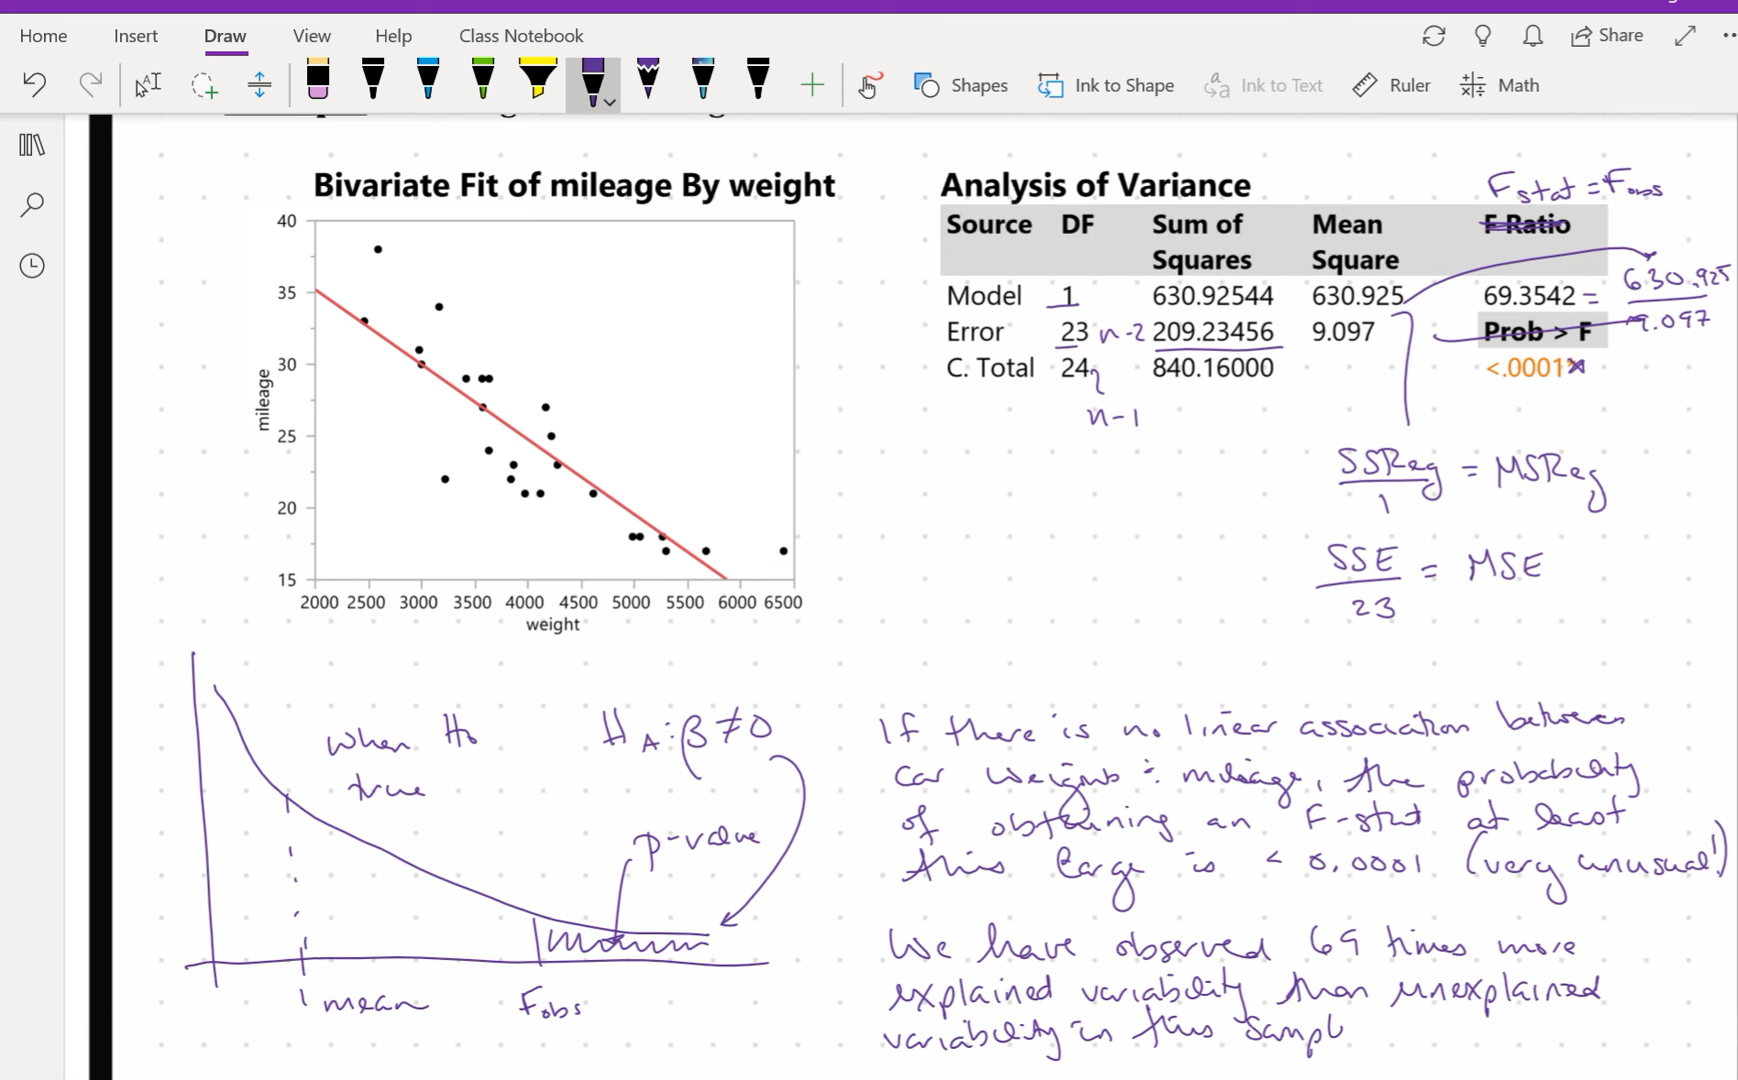 Home Insert Draw View Help Class Notebook Share
Shapes Ink to Shape Ink to Text Ruler Math
Bivariate Fit of mileage By weight
40
35
30
25
20
15
mileage
2000 2500 3000 3500 4000 4500 5000 5500 6000 6500
weight
Analysis of Variance
Fstat = Fobs
Source DF Sum of Squares Mean Square F Ratio
Model 1 630.92544 630.925 69.3542 = 630.925 / 9.097
Error 23 n-2 209.23456 9.097 Prob > F
C. Total 24 840.16000 <.0001*
n-1
SSReg / 1 = MSReg
SSE / 23 = MSE
when Ho
true
HA: β ≠ 0
p-value
1 mean Fobs
If there is no linear association between
car weight & mileage, the probability
of obtaining an F-stat at least
this large is < 0.0001 (very unusual!)
We have observed 69 times more
explained variability than unexplained
variability in this sampl